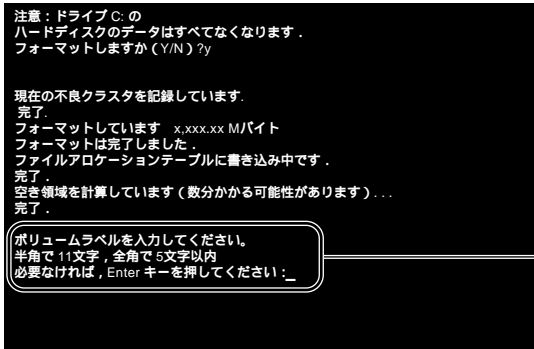 注意：ドライブ C: の
ハードディスクのデータはすべてなくなります．
フォーマットしますか（Y/N）?y
現在の不良クラスタを記録しています.
完了.
フォーマットしています　x,xxx.xx Mバイト
フォーマットは完了しました．
ファイルアロケーションテーブルに書き込み中です．
完了．
空き領域を計算しています（数分かかる可能性があります）...
完了．
ボリュームラベルを入力してください。
半角で 11文字，全角で 5文字以内
必要なければ，Enter キーを押してください：_